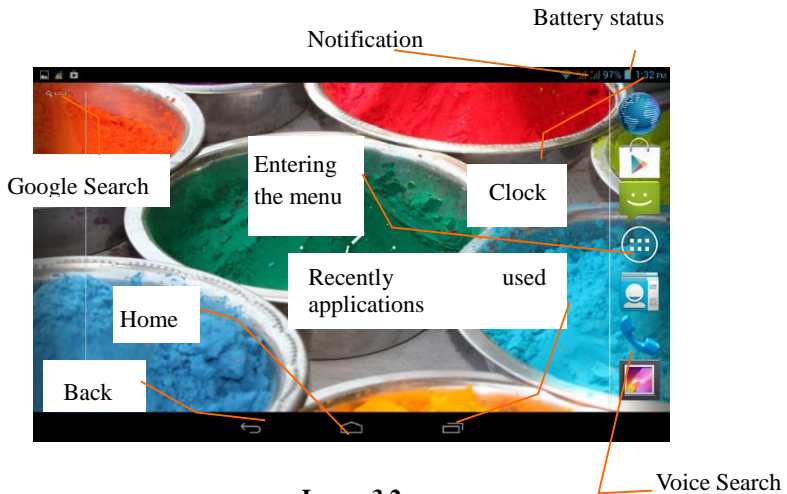 Battery status
Notification
97% 1:32 PM
Entering
the menu
Google Search
Clock
Recently used
applications
Home
Back
Voice Search